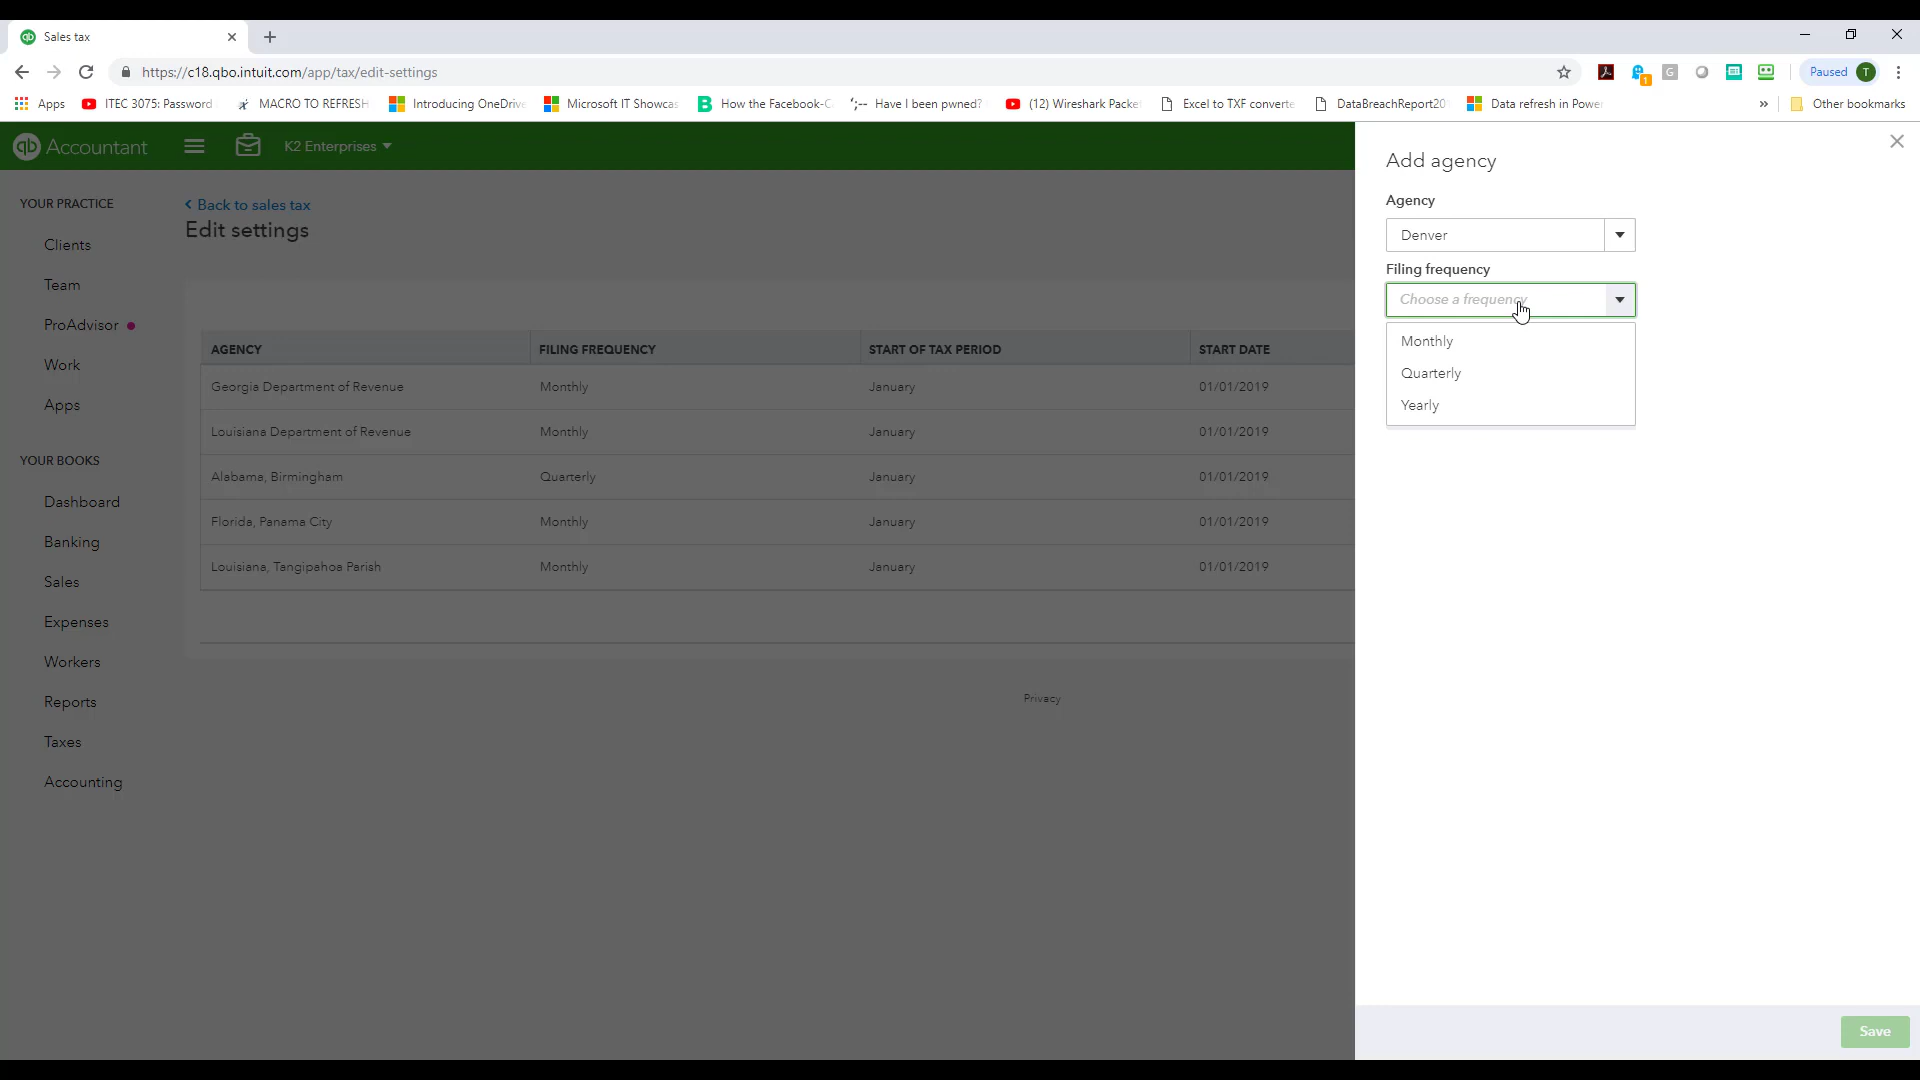 Sales tax
https://c18.qbo.intuit.com/app/tax/edit-settings
Paused T
1
G
Apps
ITEC 3075: Password
MACRO TO REFRESH
Introducing OneDrive
Microsoft IT Showcas
How the Facebook-C
Have I been pwned?
(12) Wireshark Packet
Excel to TXF converte
DataBreachReport20
Data refresh in Power
»
Other bookmarks
qb Accountant
K2 Enterprises
YOUR PRACTICE
Clients
Team
ProAdvisor
Work
Apps
YOUR BOOKS
Dashboard
Banking
Sales
Expenses
Workers
Reports
Taxes
Accounting
Back to sales tax
Edit settings
AGENCY FILING FREQUENCY START OF TAX PERIOD START DATE
Georgia Department of Revenue Monthly January 01/01/2019
Louisiana Department of Revenue Monthly January 01/01/2019
Alabama, Birmingham Quarterly January 01/01/2019
Florida, Panama City Monthly January 01/01/2019
Louisiana, Tangipahoa Parish Monthly January 01/01/2019
Privacy
Add agency
Agency
Denver
Filing frequency
Choose a frequency
Monthly
Quarterly
Yearly
Save